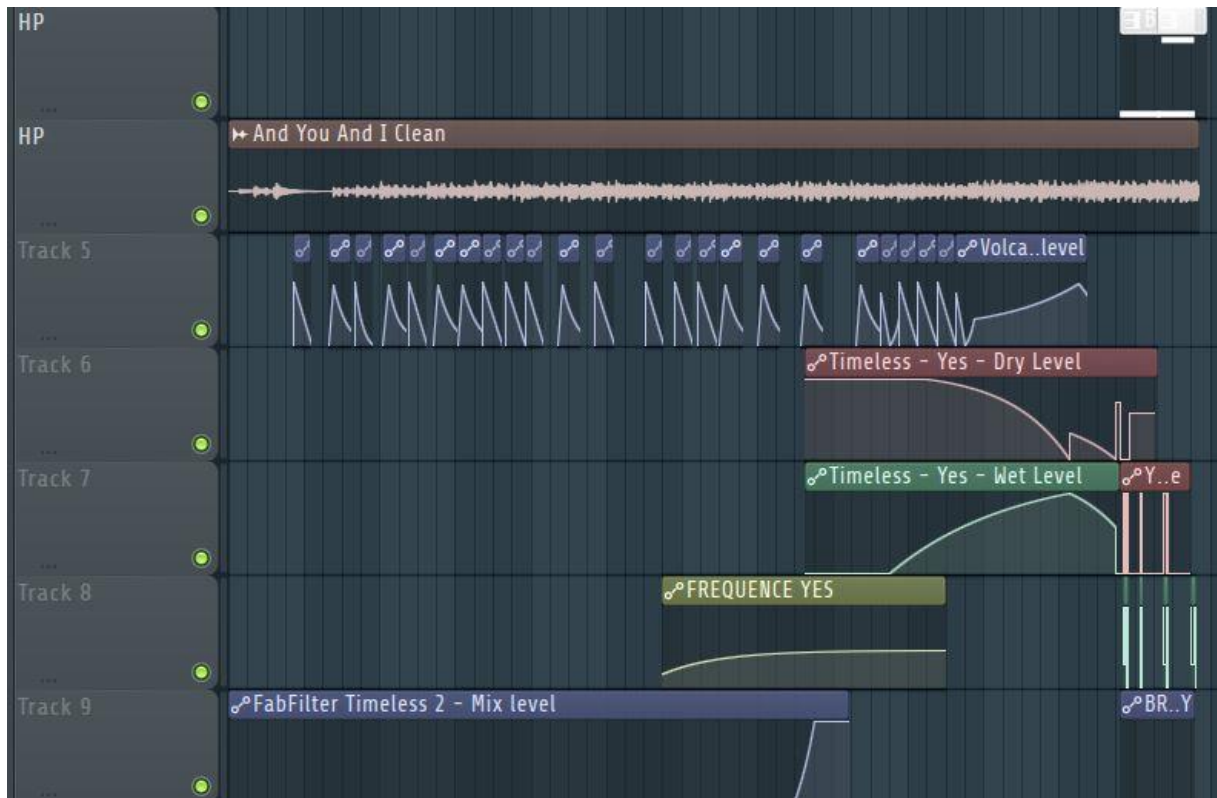 HP
HP
And You And I Clean
Track 5
Volca..level
Track 6
Timeless - Yes - Dry Level
Track 7
Timeless - Yes - Wet Level
Y..e
Track 8
FREQUENCE YES
Track 9
FabFilter Timeless 2 - Mix level
BR..Y